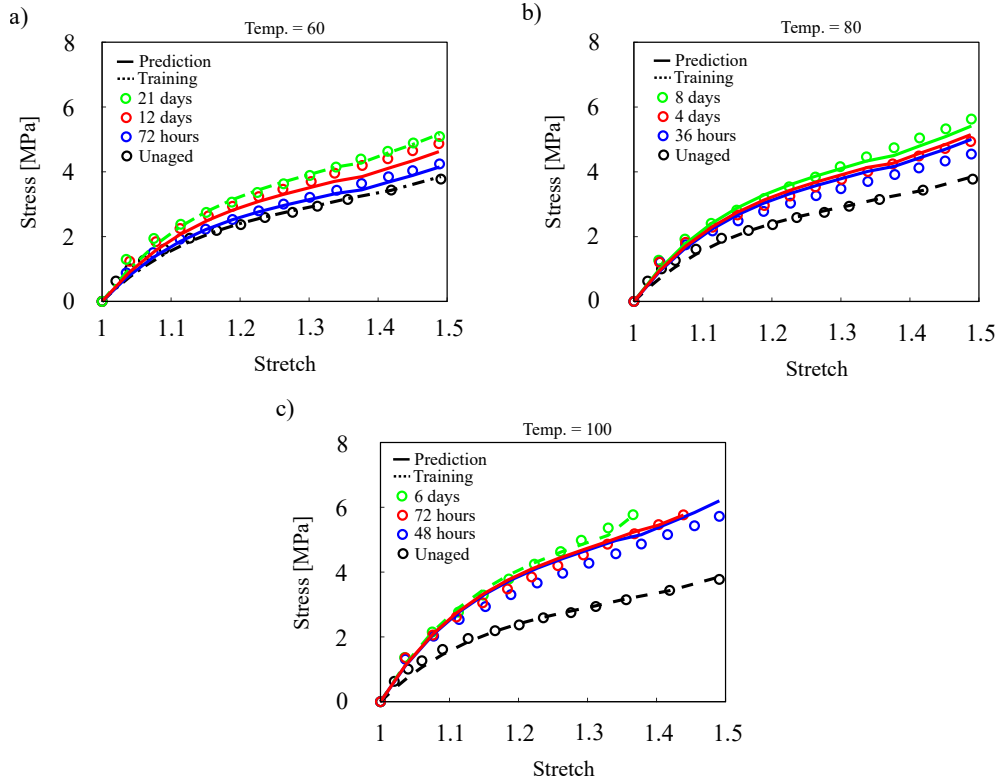 a)
Temp. = 60
8
6
4
2
0
Stress [MPa]
Prediction
Training
21 days
12 days
72 hours
Unaged
1
1.1
1.2
1.3
1.4
1.5
Stretch
b)
Temp. = 80
8
6
4
2
0
Stress [MPa]
Prediction
Training
8 days
4 days
36 hours
Unaged
1
1.1
1.2
1.3
1.4
1.5
Stretch
c)
Temp. = 100
8
6
4
2
0
Stress [MPa]
Prediction
Training
6 days
72 hours
48 hours
Unaged
1
1.1
1.2
1.3
1.4
1.5
Stretch